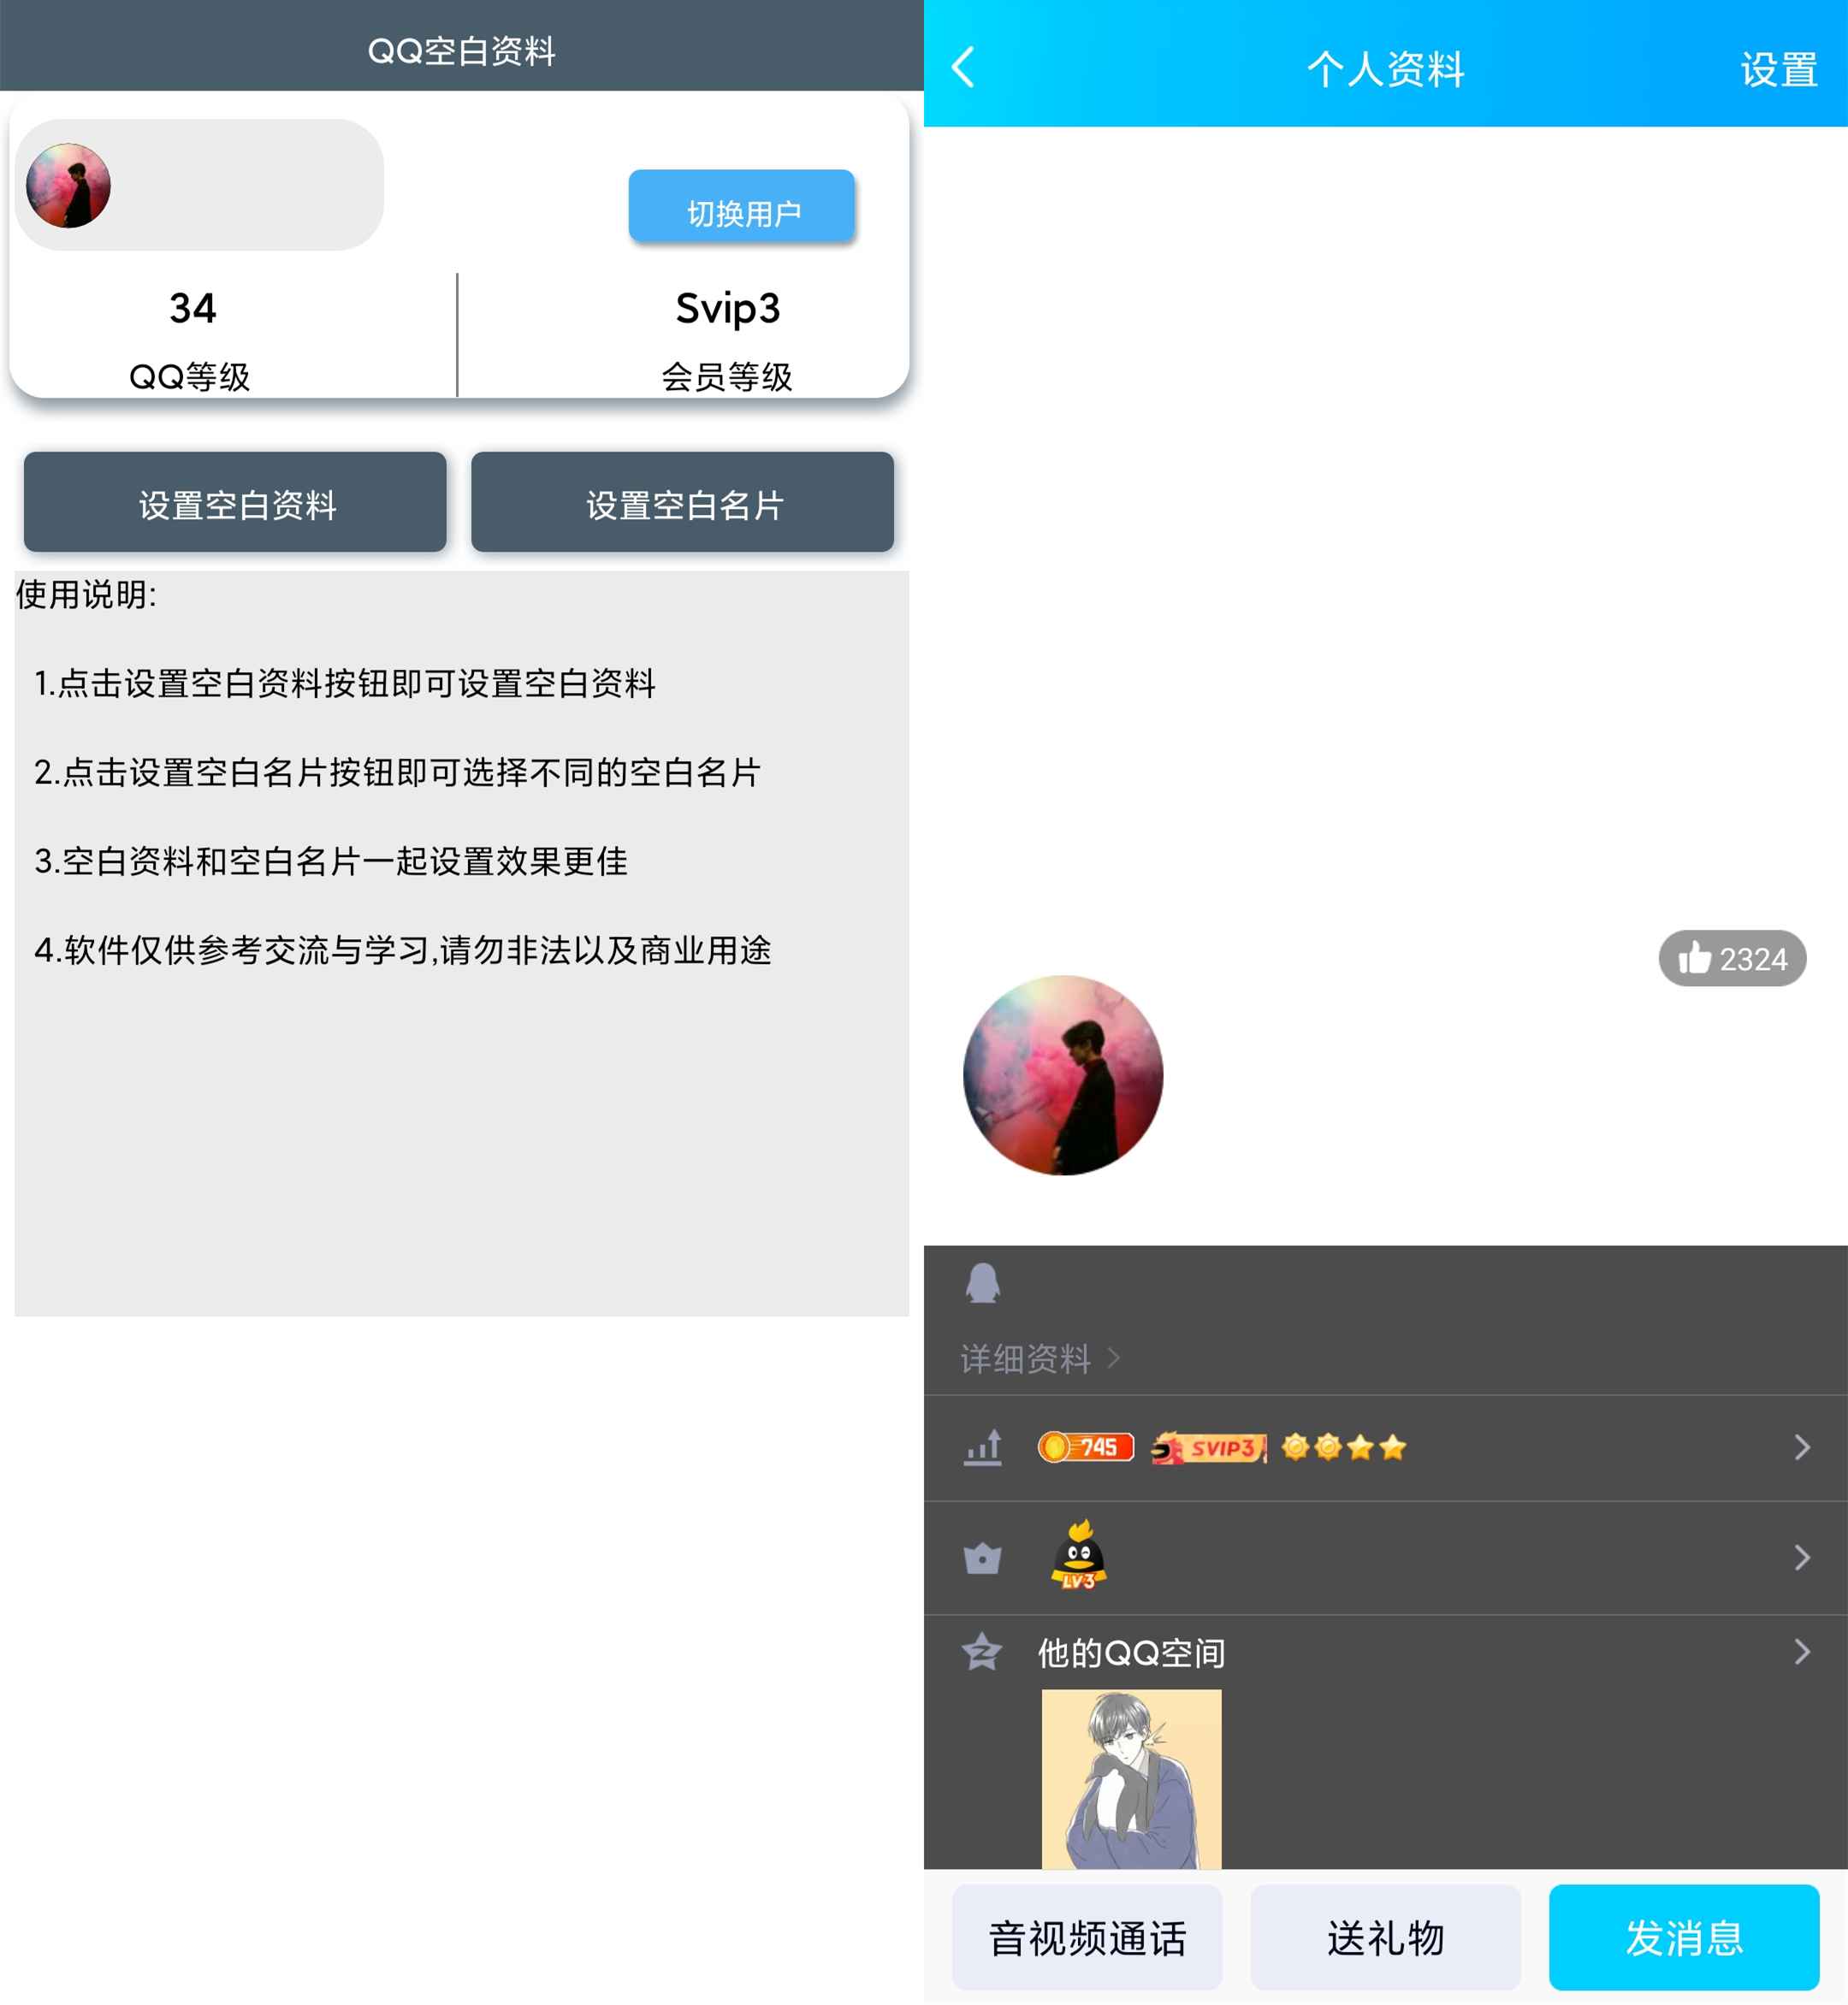 QQ空白资料
切换用户
34
Svip3
QQ等级
会员等级
设置空白资料
设置空白名片
使用说明:
1.点击设置空白资料按钮即可设置空白资料
2.点击设置空白名片按钮即可选择不同的空白名片
3.空白资料和空白名片一起设置效果更佳
4.软件仅供参考交流与学习,请勿非法以及商业用途
个人资料
设置
2324
详细资料
745
SVIP3
LV3
他的QQ空间
音视频通话
送礼物
发消息